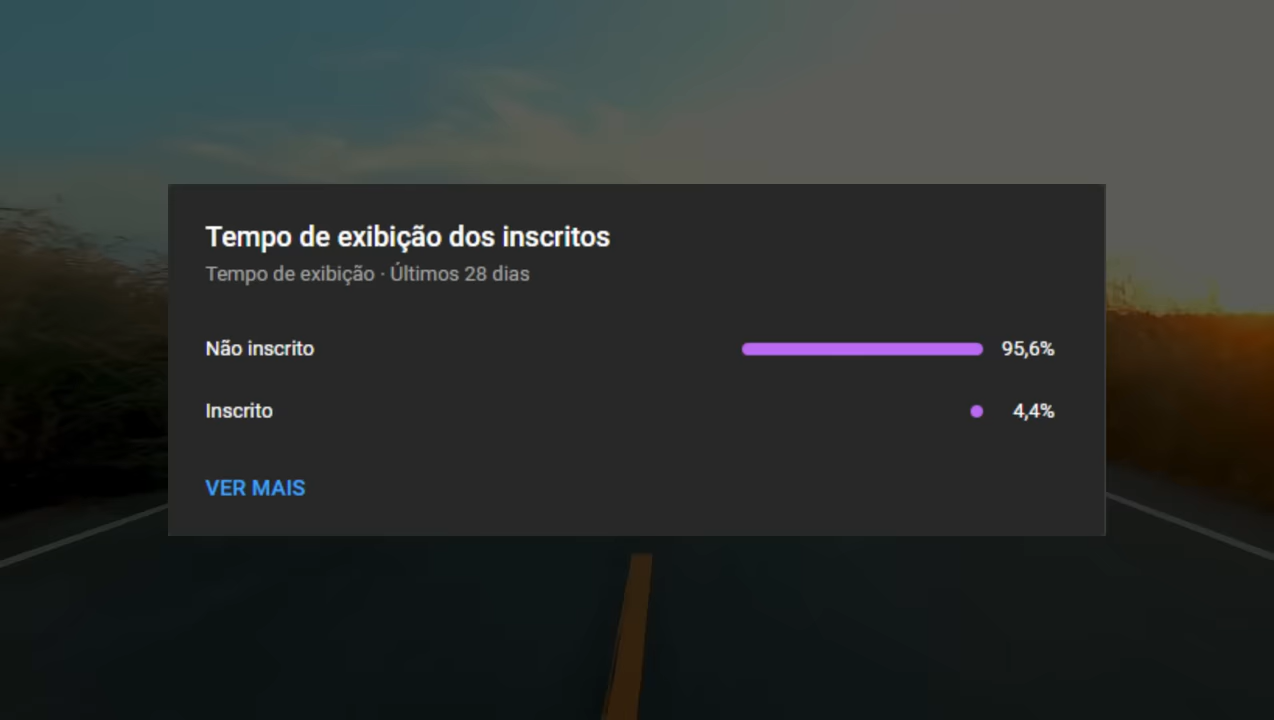 Tempo de exibição dos inscritos
Tempo de exibição · Últimos 28 dias
Não inscrito 95,6%
Inscrito 4,4%
VER MAIS